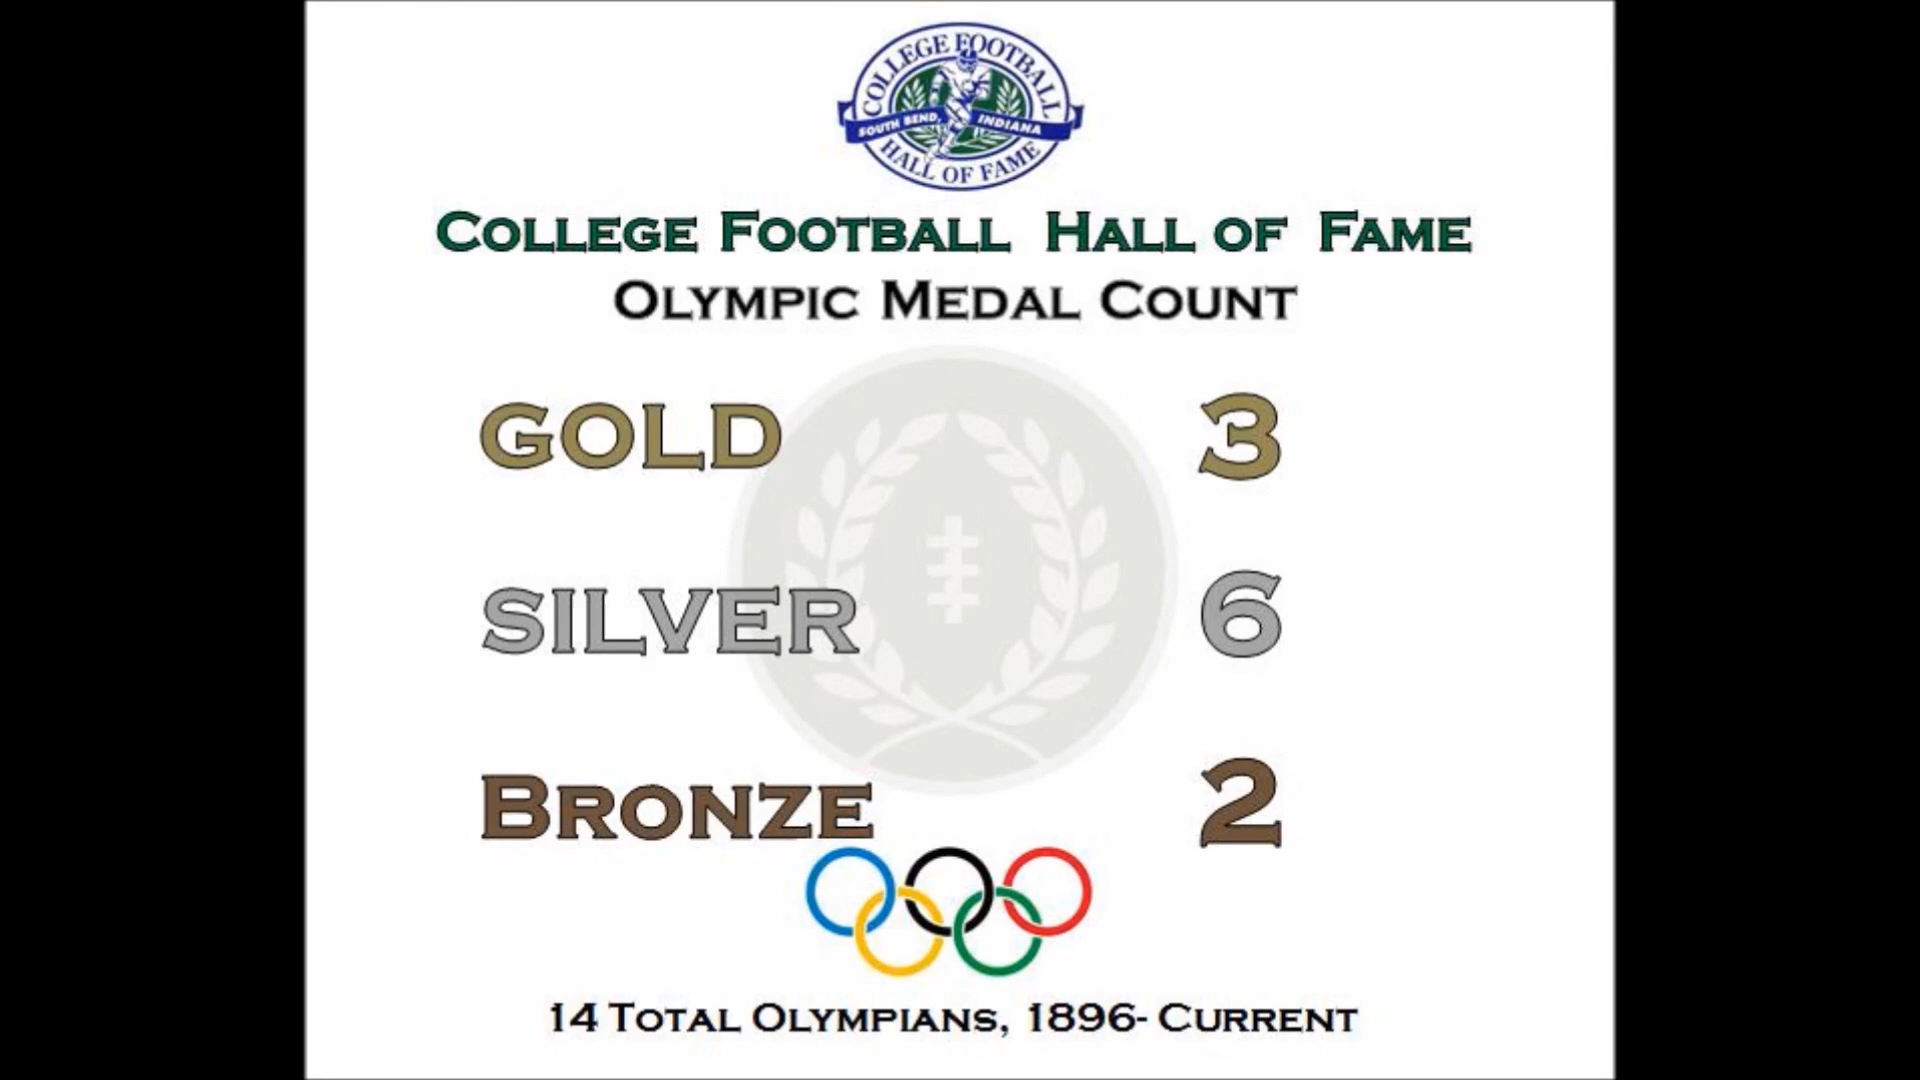 COLLEGE FOOTBALL
SOUTH BEND, INDIANA
HALL OF FAME
COLLEGE FOOTBALL HALL OF FAME
OLYMPIC MEDAL COUNT
GOLD 3
SILVER 6
BRONZE 2
14 TOTAL OLYMPIANS, 1896- CURRENT